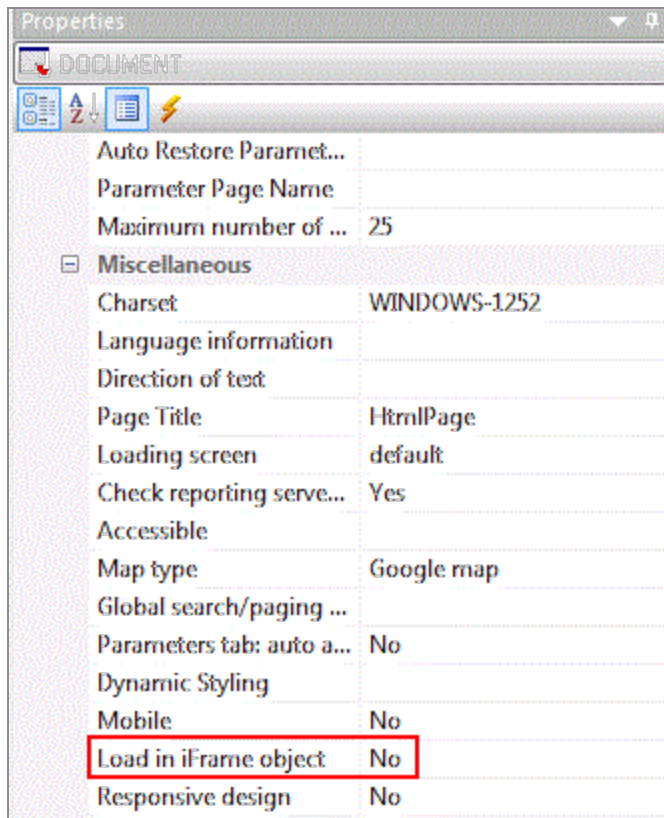 Properties
DOCUMENT
Auto Restore Paramet...
Parameter Page Name
Maximum number of ... 25
Miscellaneous
Charset WINDOWS-1252
Language information
Direction of text
Page Title HtmlPage
Loading screen default
Check reporting serve... Yes
Accessible
Map type Google map
Global search/paging ...
Parameters tab: auto a... No
Dynamic Styling
Mobile No
Load in iFrame object No
Responsive design No